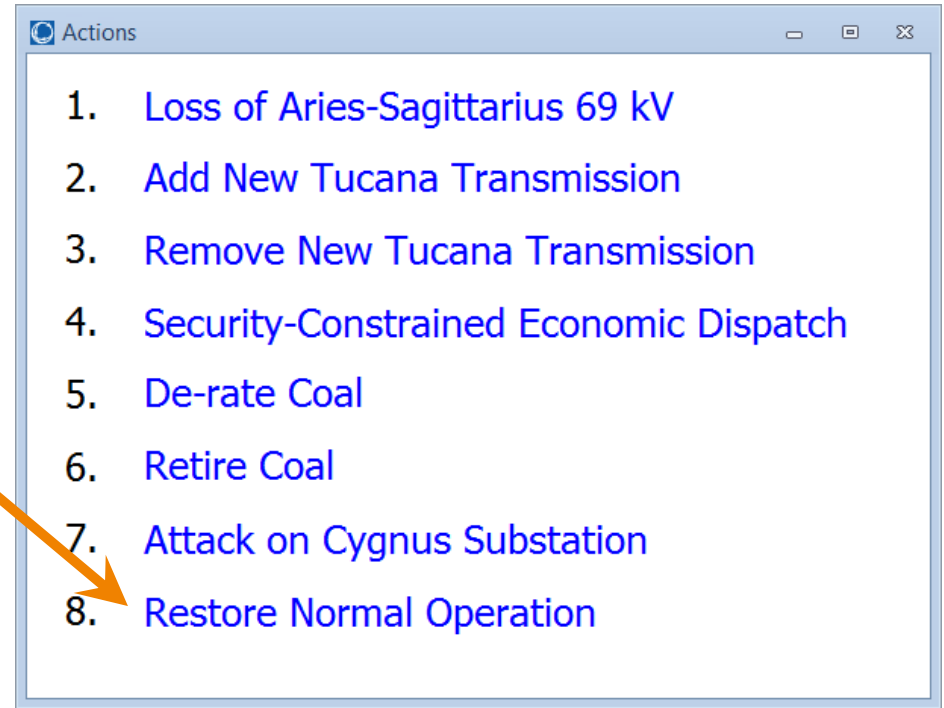 Actions
1. Loss of Aries-Sagittarius 69 kV
2. Add New Tucana Transmission
3. Remove New Tucana Transmission
4. Security-Constrained Economic Dispatch
5. De-rate Coal
6. Retire Coal
7. Attack on Cygnus Substation
8. Restore Normal Operation